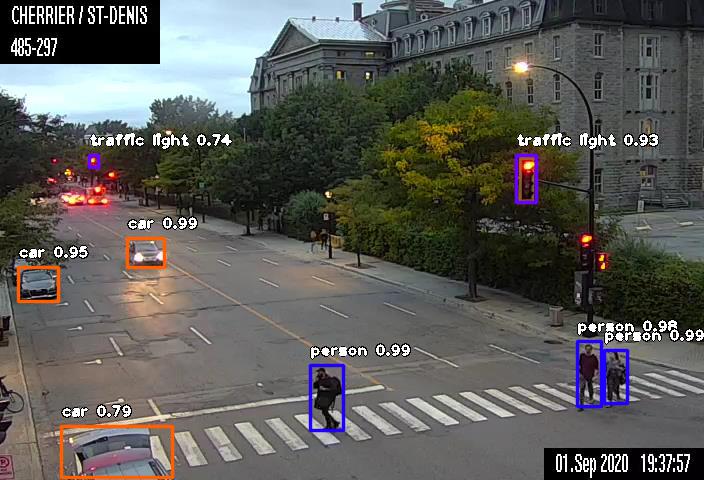 CHERRIER / ST-DENIS
485-297
traffic light 0.74
traffic light 0.93
car 0.99
car 0.95
person 0.98
person 0.99
person 0.99
car 0.79
01.Sep 2020 19:37:57